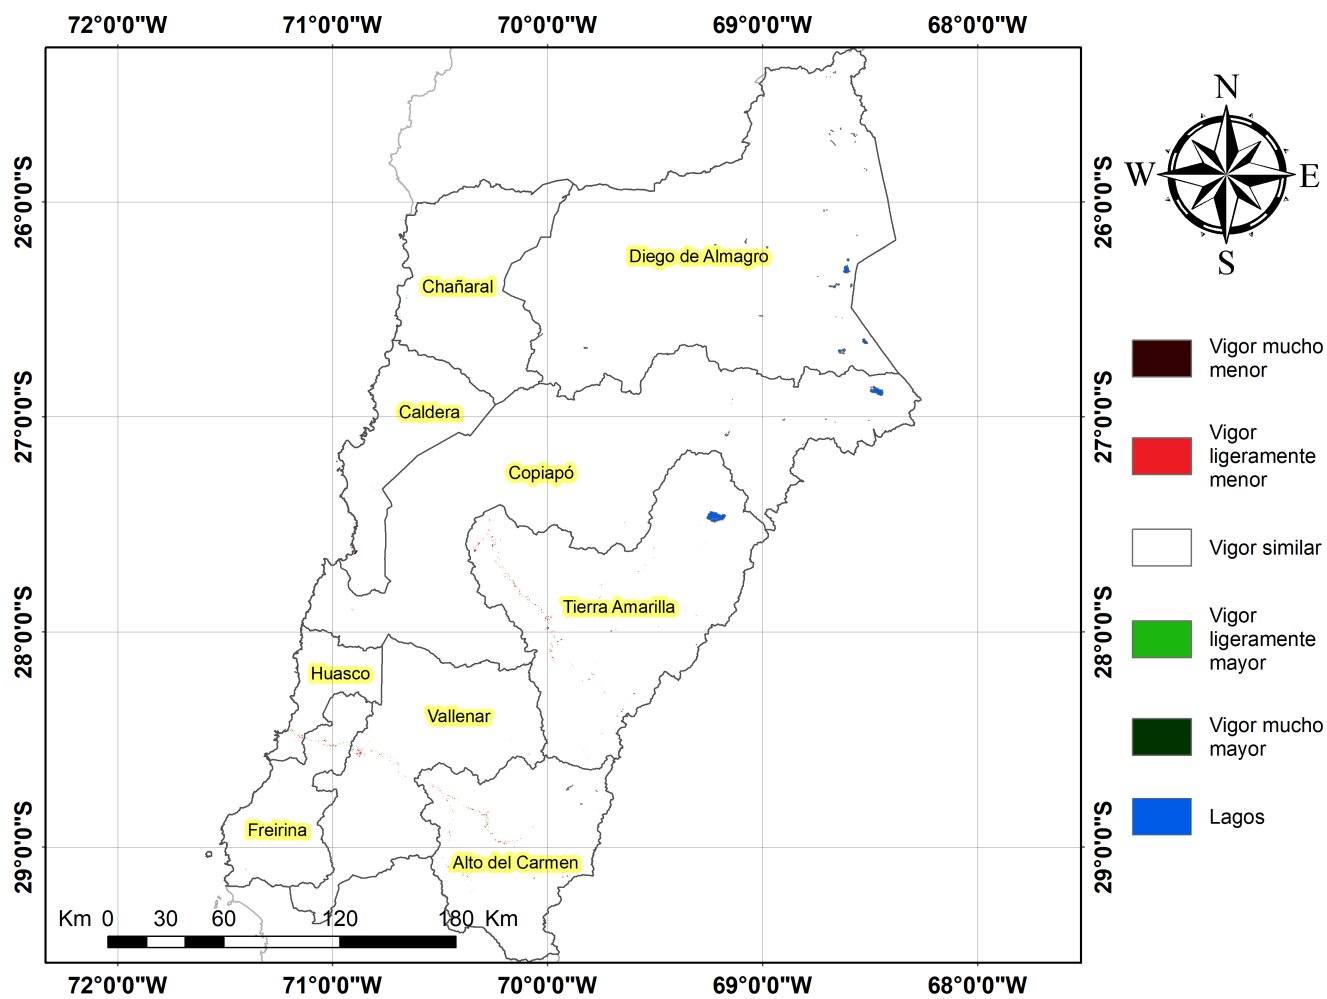 72°0'0"W 71°0'0"W 70°0'0"W 69°0'0"W 68°0'0"W
N
W E
S
26°0'0"S 26°0'0"S
Diego de Almagro
Chañaral
Vigor mucho
menor
27°0'0"S 27°0'0"S
Caldera
Vigor
ligeramente
menor
Copiapó
Vigor similar
28°0'0"S 28°0'0"S
Tierra Amarilla
Vigor
ligeramente
mayor
Huasco
Vallenar
Vigor mucho
mayor
29°0'0"S 29°0'0"S
Freirina
Lagos
Alto del Carmen
Km 0 30 60 120 180 Km
72°0'0"W 71°0'0"W 70°0'0"W 69°0'0"W 68°0'0"W